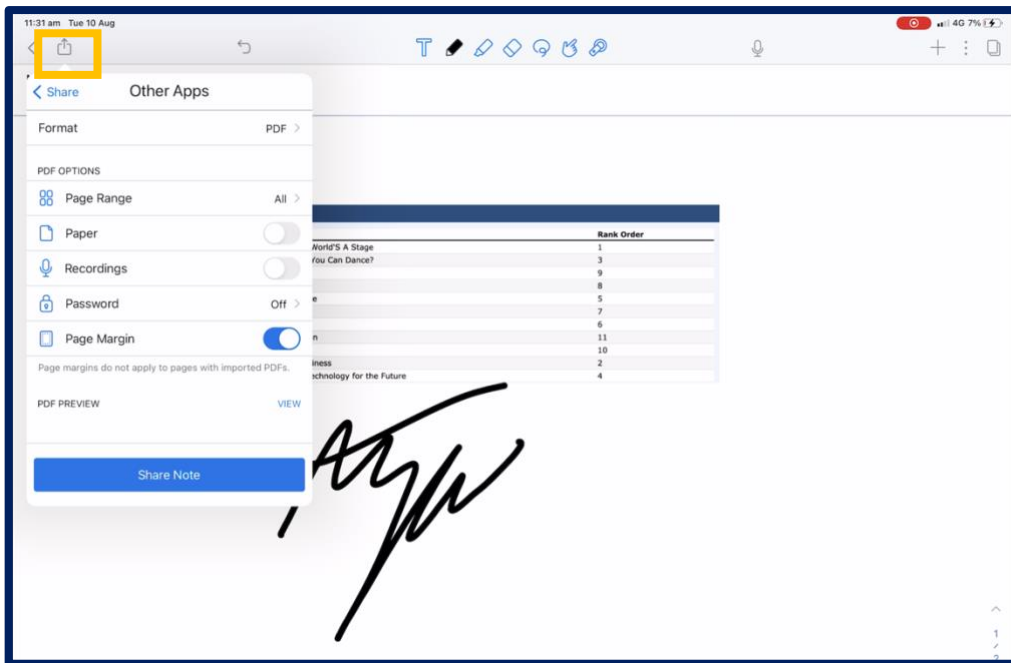 11:31 am Tue 10 Aug
4G 7%
Share Other Apps
Format PDF
PDF OPTIONS
Page Range All
Paper
Recordings
Password Off
Page Margin
Page margins do not apply to pages with imported PDFs.
PDF PREVIEW VIEW
Share Note
Rank Order
World'S A Stage 1
You Can Dance? 3
9
8
5
7
6
11
10
2
for the Future 4
1
/
2